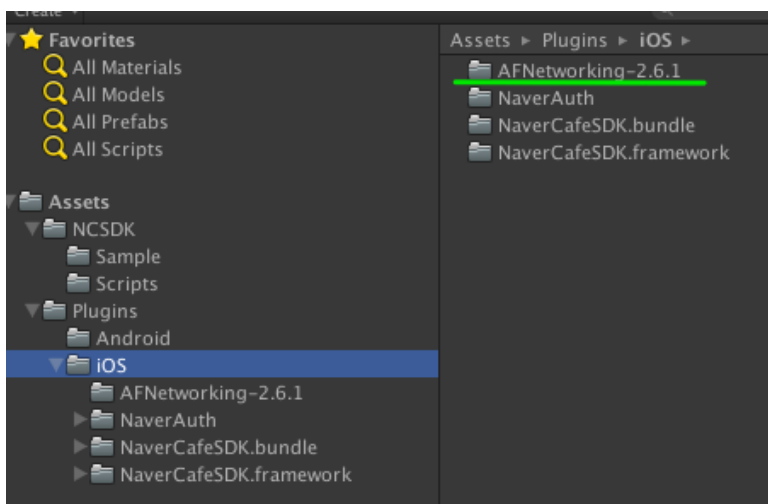 Create
Favorites
All Materials
All Models
All Prefabs
All Scripts
Assets
NCSDK
Sample
Scripts
Plugins
Android
iOS
AFNetworking-2.6.1
NaverAuth
NaverCafeSDK.bundle
NaverCafeSDK.framework
Assets ▸ Plugins ▸ iOS ▸
AFNetworking-2.6.1
NaverAuth
NaverCafeSDK.bundle
NaverCafeSDK.framework